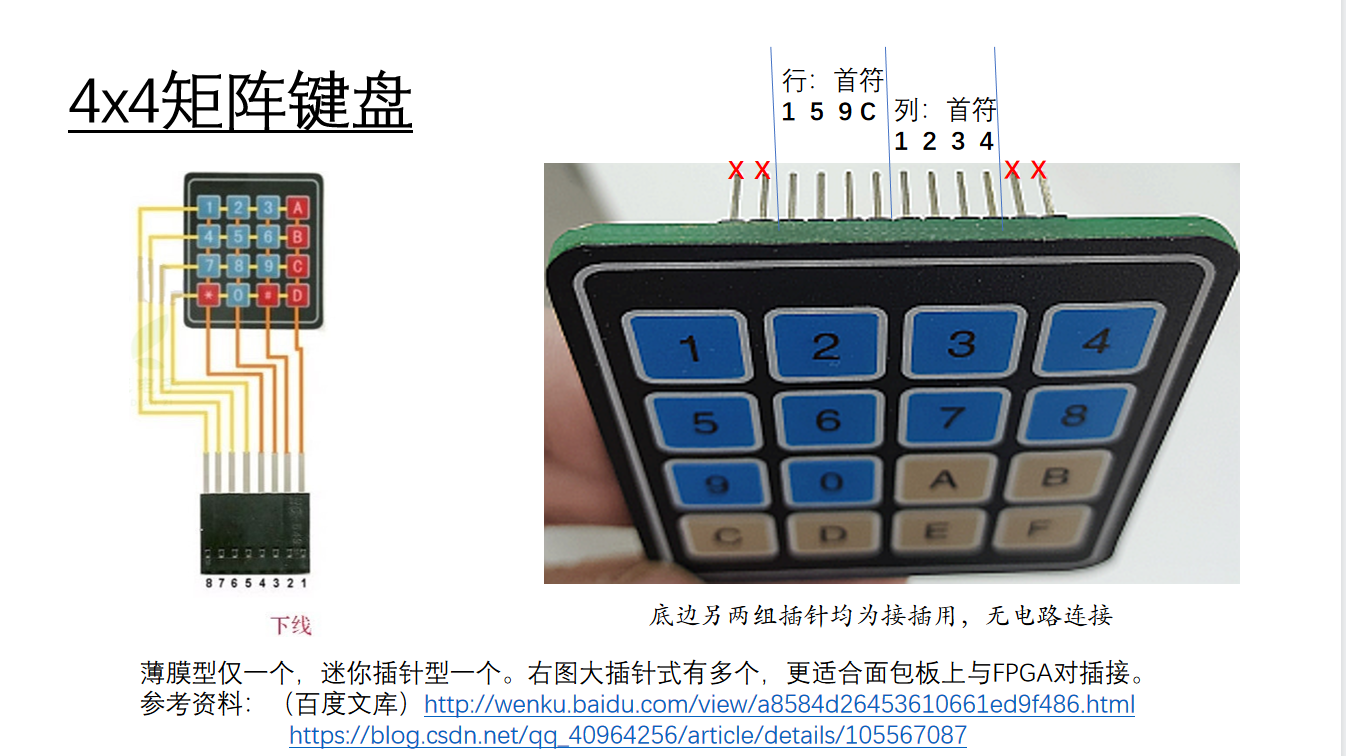 4x4矩阵键盘
行：首符
1 5 9 C
列：首符
1 2 3 4
X X
X X
1 2 3 A
4 5 6 B
7 8 9 C
* 0 # D
8 7 6 5 4 3 2 1
下线
1 2 3 4
5 6 7 8
9 0 A B
C D E F
底边另两组插针均为接插用，无电路连接
薄膜型仅一个，迷你插针型一个。右图大插针式有多个，更适合面包板上与FPGA对插接。
参考资料：（百度文库）http://wenku.baidu.com/view/a8584d26453610661ed9f486.html
https://blog.csdn.net/qq_40964256/article/details/105567087